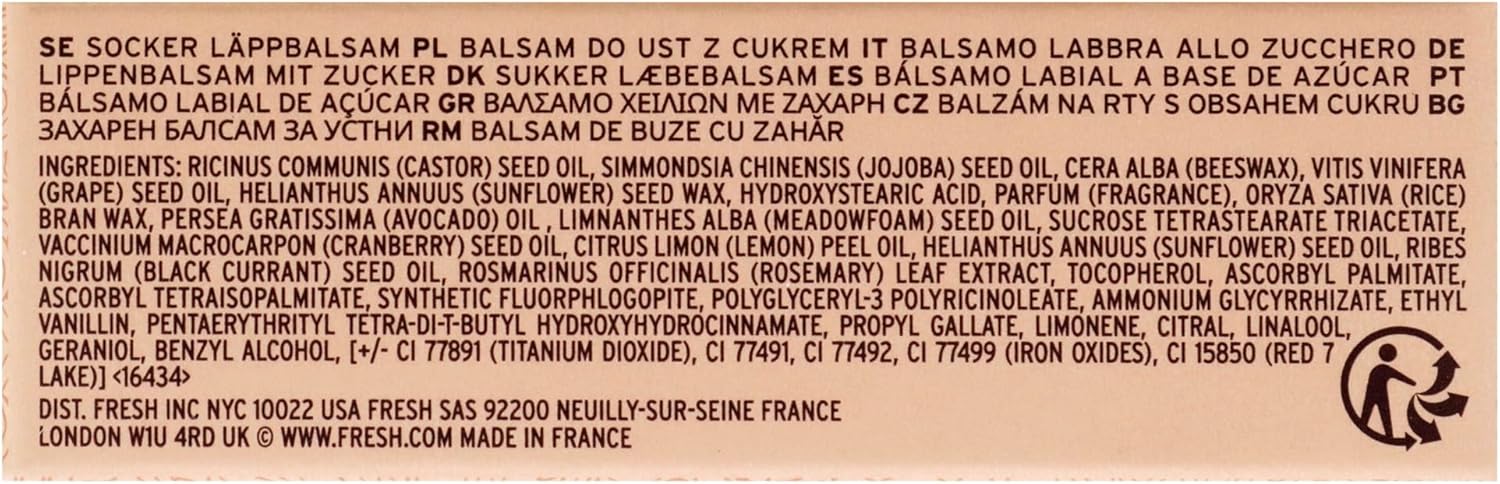 SE SOCKER LÄPPBALSAM PL BALSAM DO UST Z CUKREM IT BALSAMO LABBRA ALLO ZUCCHERO DE
LIPPENBALSAM MIT ZUCKER DK SUKKER LÆBEBALSAM ES BÁLSAMO LABIAL A BASE DE AZÚCAR PT
BÁLSAMO LABIAL DE AÇÚCAR GR ΒΑΛΣΑΜΟ ΧΕΙΛΙΩΝ ΜΕ ΖΑΧΑΡΗ CZ BALZÁM NA RTY S OBSAHEM CUKRU BG
ЗАХАРЕН БАЛСАМ ЗА УСТНИ RM BALSAM DE BUZE CU ZAHĂR
INGREDIENTS: RICINUS COMMUNIS (CASTOR) SEED OIL, SIMMONDSIA CHINENSIS (JOJOBA) SEED OIL, CERA ALBA (BEESWAX), VITIS VINIFERA
(GRAPE) SEED OIL, HELIANTHUS ANNUUS (SUNFLOWER) SEED WAX, HYDROXYSTEARIC ACID, PARFUM (FRAGRANCE), ORYZA SATIVA (RICE)
BRAN WAX, PERSEA GRATISSIMA (AVOCADO) OIL , LIMNANTHES ALBA (MEADOWFOAM) SEED OIL, SUCROSE TETRASTEARATE TRIACETATE,
VACCINIUM MACROCARPON (CRANBERRY) SEED OIL, CITRUS LIMON (LEMON) PEEL OIL, HELIANTHUS ANNUUS (SUNFLOWER) SEED OIL, RIBES
NIGRUM (BLACK CURRANT) SEED OIL, ROSMARINUS OFFICINALIS (ROSEMARY) LEAF EXTRACT, TOCOPHEROL, ASCORBYL PALMITATE,
ASCORBYL TETRAISOPALMITATE, SYNTHETIC FLUORPHLOGOPITE, POLYGLYCERYL-3 POLYRICINOLEATE, AMMONIUM GLYCYRRHIZATE, ETHYL
VANILLIN, PENTAERYTHRITYL TETRA-DI-T-BUTYL HYDROXYHYDROCINNAMATE, PROPYL GALLATE, LIMONENE, CITRAL, LINALOOL,
GERANIOL, BENZYL ALCOHOL, [+/- CI 77891 (TITANIUM DIOXIDE), CI 77491, CI 77492, CI 77499 (IRON OXIDES), CI 15850 (RED 7
LAKE)] <16434>
DIST. FRESH INC NYC 10022 USA FRESH SAS 92200 NEUILLY-SUR-SEINE FRANCE
LONDON W1U 4RD UK © WWW.FRESH.COM MADE IN FRANCE